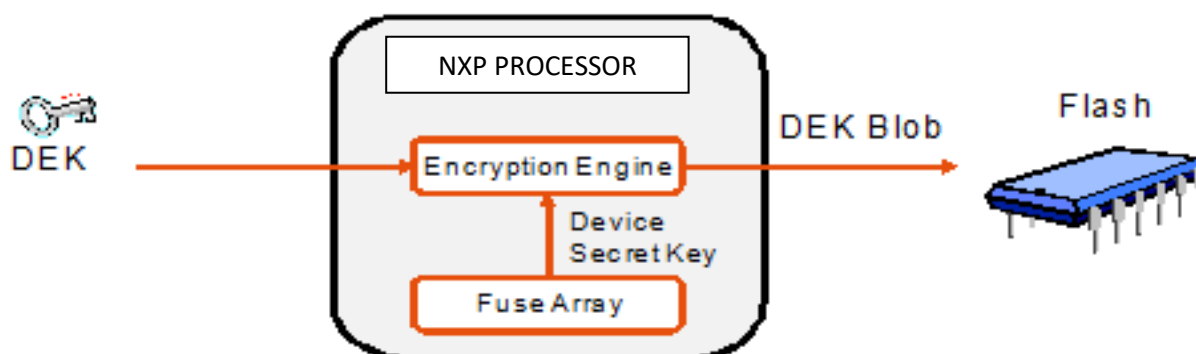 NXP PROCESSOR
DEK
Encryption Engine
DEK Blob
Flash
Device
Secret Key
Fuse Array